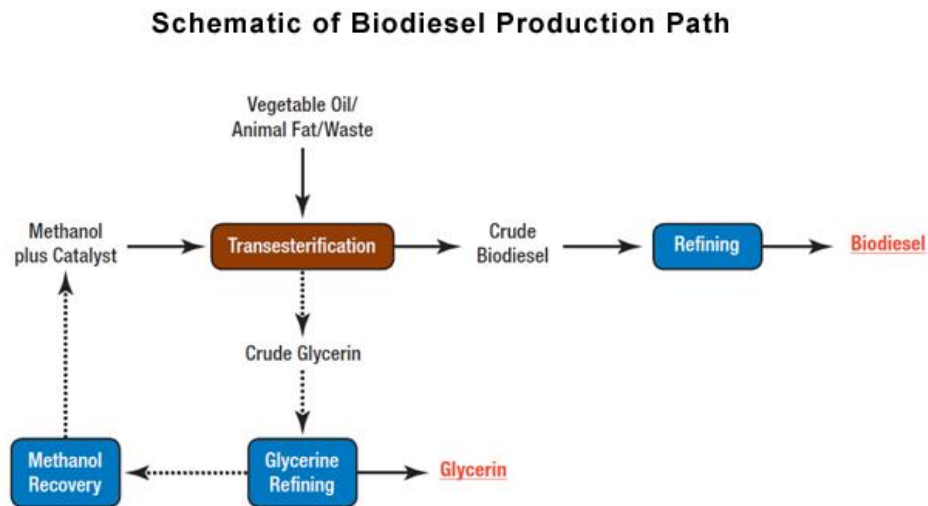 Schematic of Biodiesel Production Path
Vegetable Oil/
Animal Fat/Waste
Methanol
plus Catalyst
Transesterification
Crude
Biodiesel
Refining
Biodiesel
Crude Glycerin
Methanol
Recovery
Glycerine
Refining
Glycerin